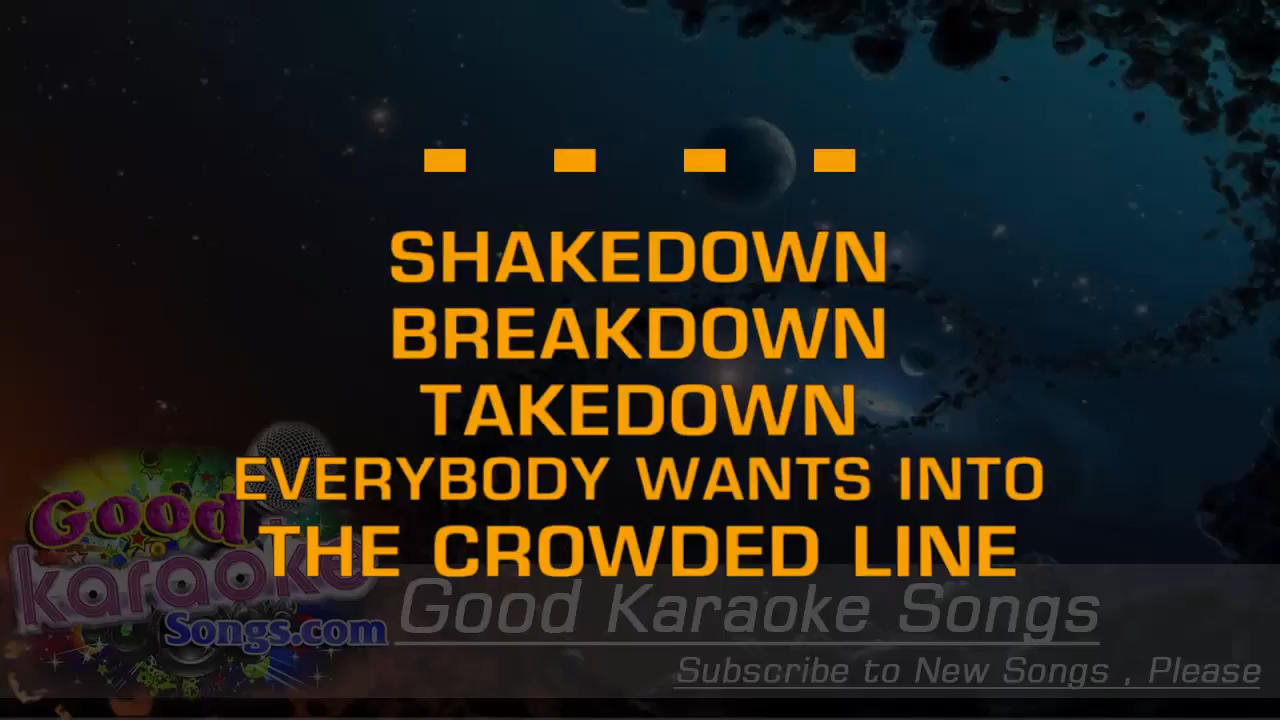 SHAKEDOWN
BREAKDOWN
TAKEDOWN
EVERYBODY WANTS INTO
THE CROWDED LINE
Good
karaoke
Songs.com
Good Karaoke Songs
Subscribe to New Songs , Please